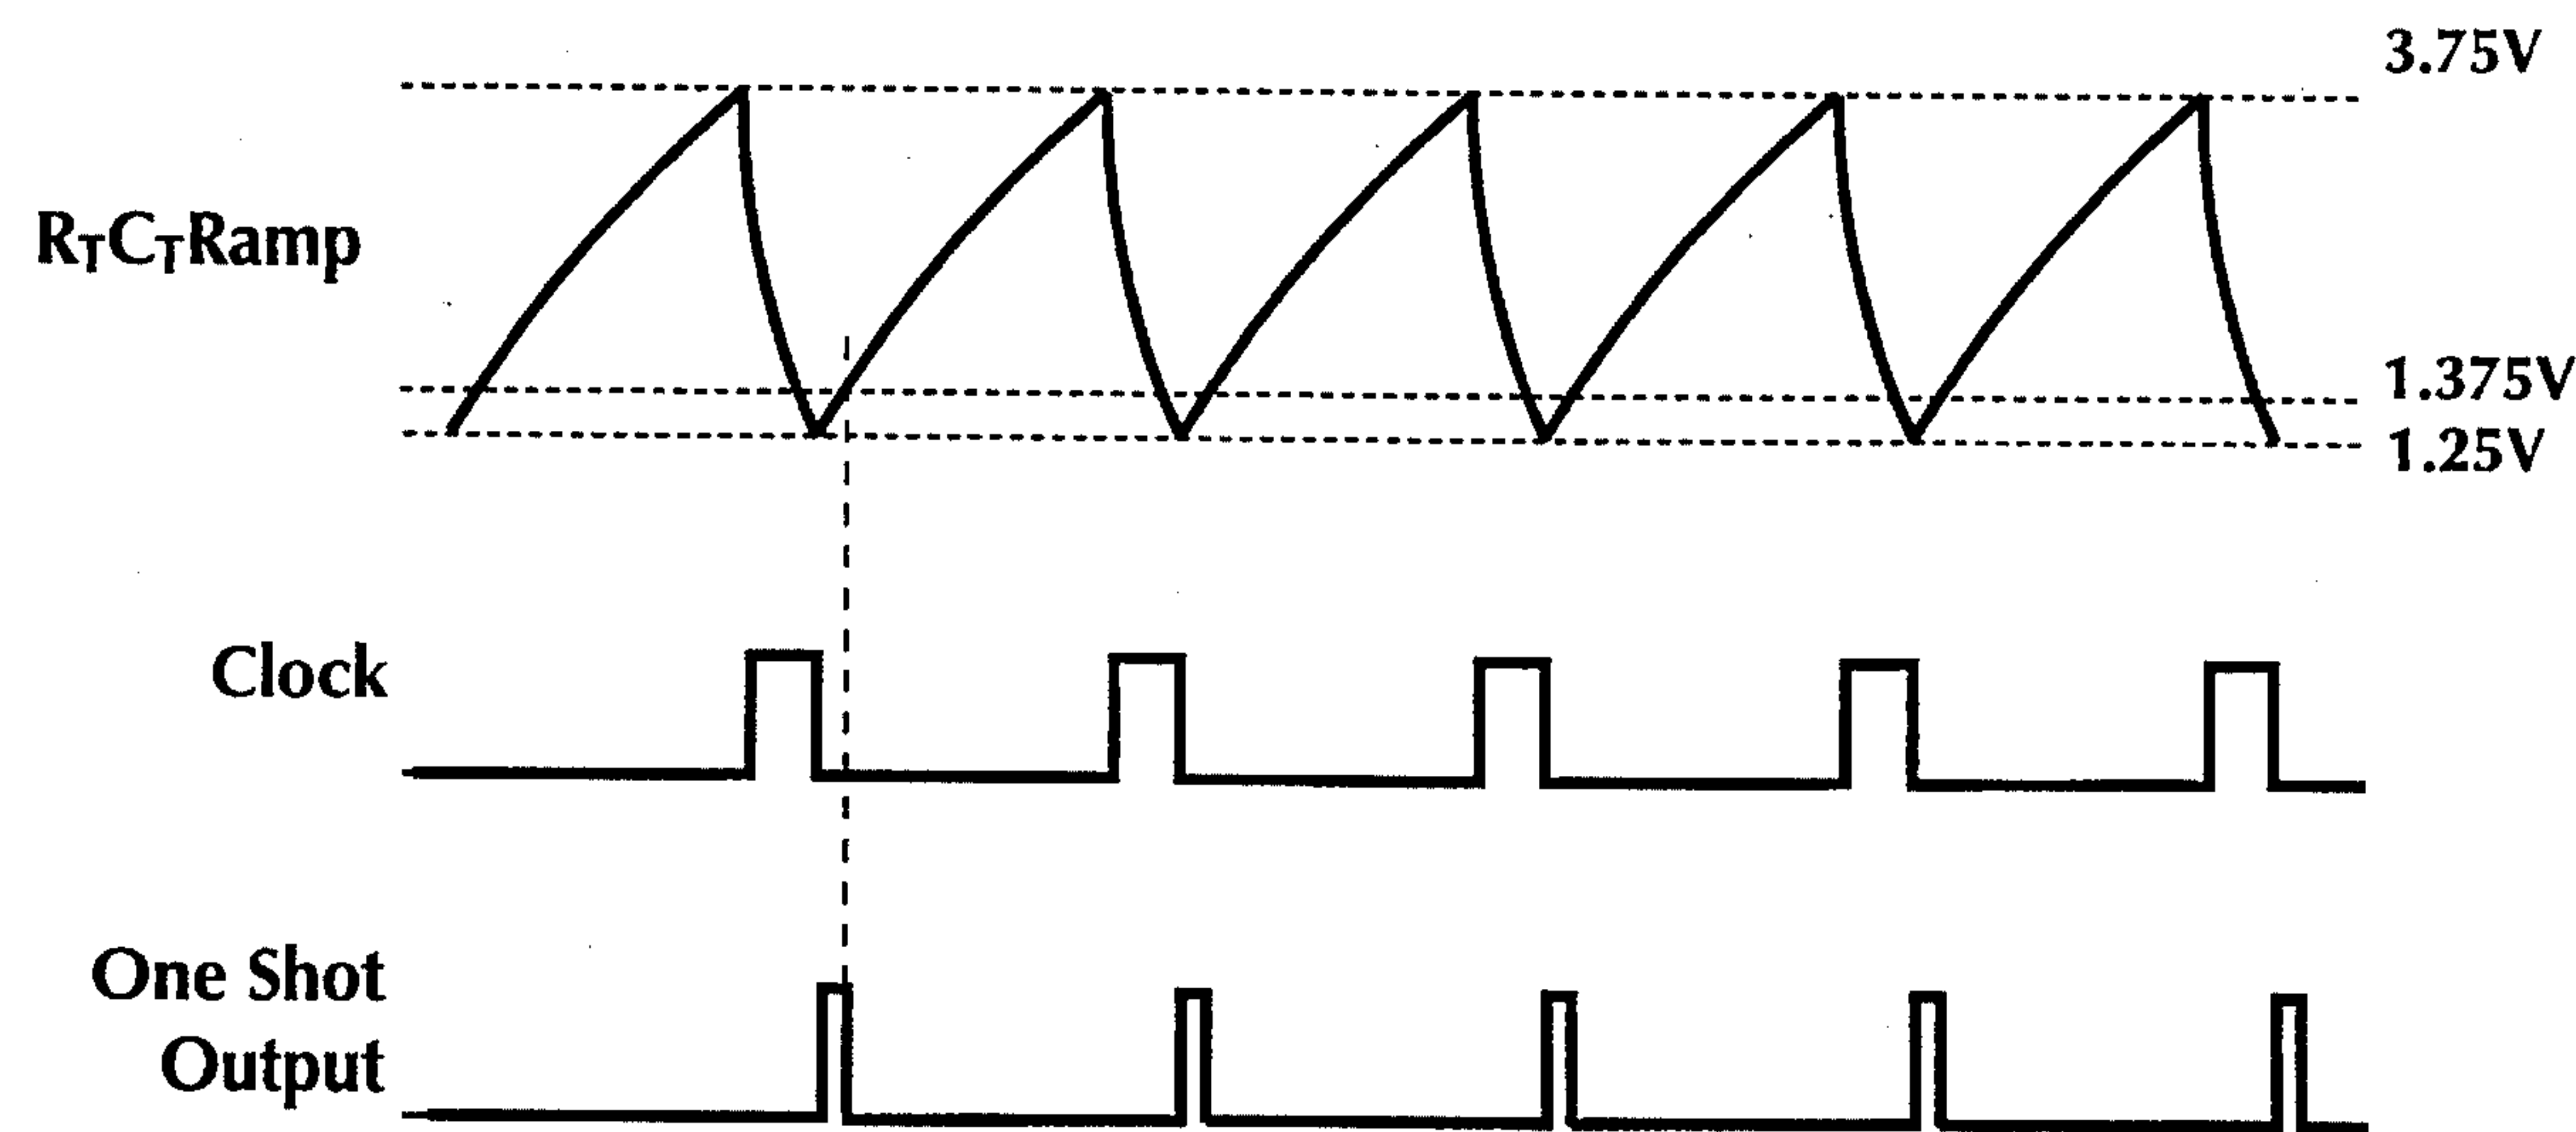 3.75V
RTCTRamp
1.375V
1.25V
Clock
One Shot
Output